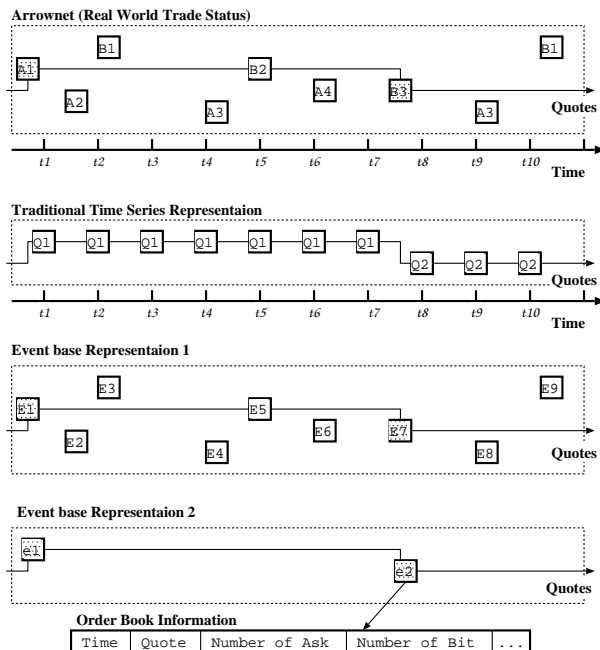 Arrownet (Real World Trade Status)
B1 B1
A1 B2
A2 A4 B3
A3 A3
Quotes
t1 t2 t3 t4 t5 t6 t7 t8 t9 t10
Time
Traditional Time Series Representaion
Q1 Q1 Q1 Q1 Q1 Q1 Q1
Q2 Q2 Q2
Quotes
t1 t2 t3 t4 t5 t6 t7 t8 t9 t10
Time
Event base Representaion 1
E3 E9
E1 E5
E2 E6 E7
E4 E8
Quotes
Event base Representaion 2
e1
e2
Quotes
Order Book Information
Time Quote Number of Ask Number of Bit ...